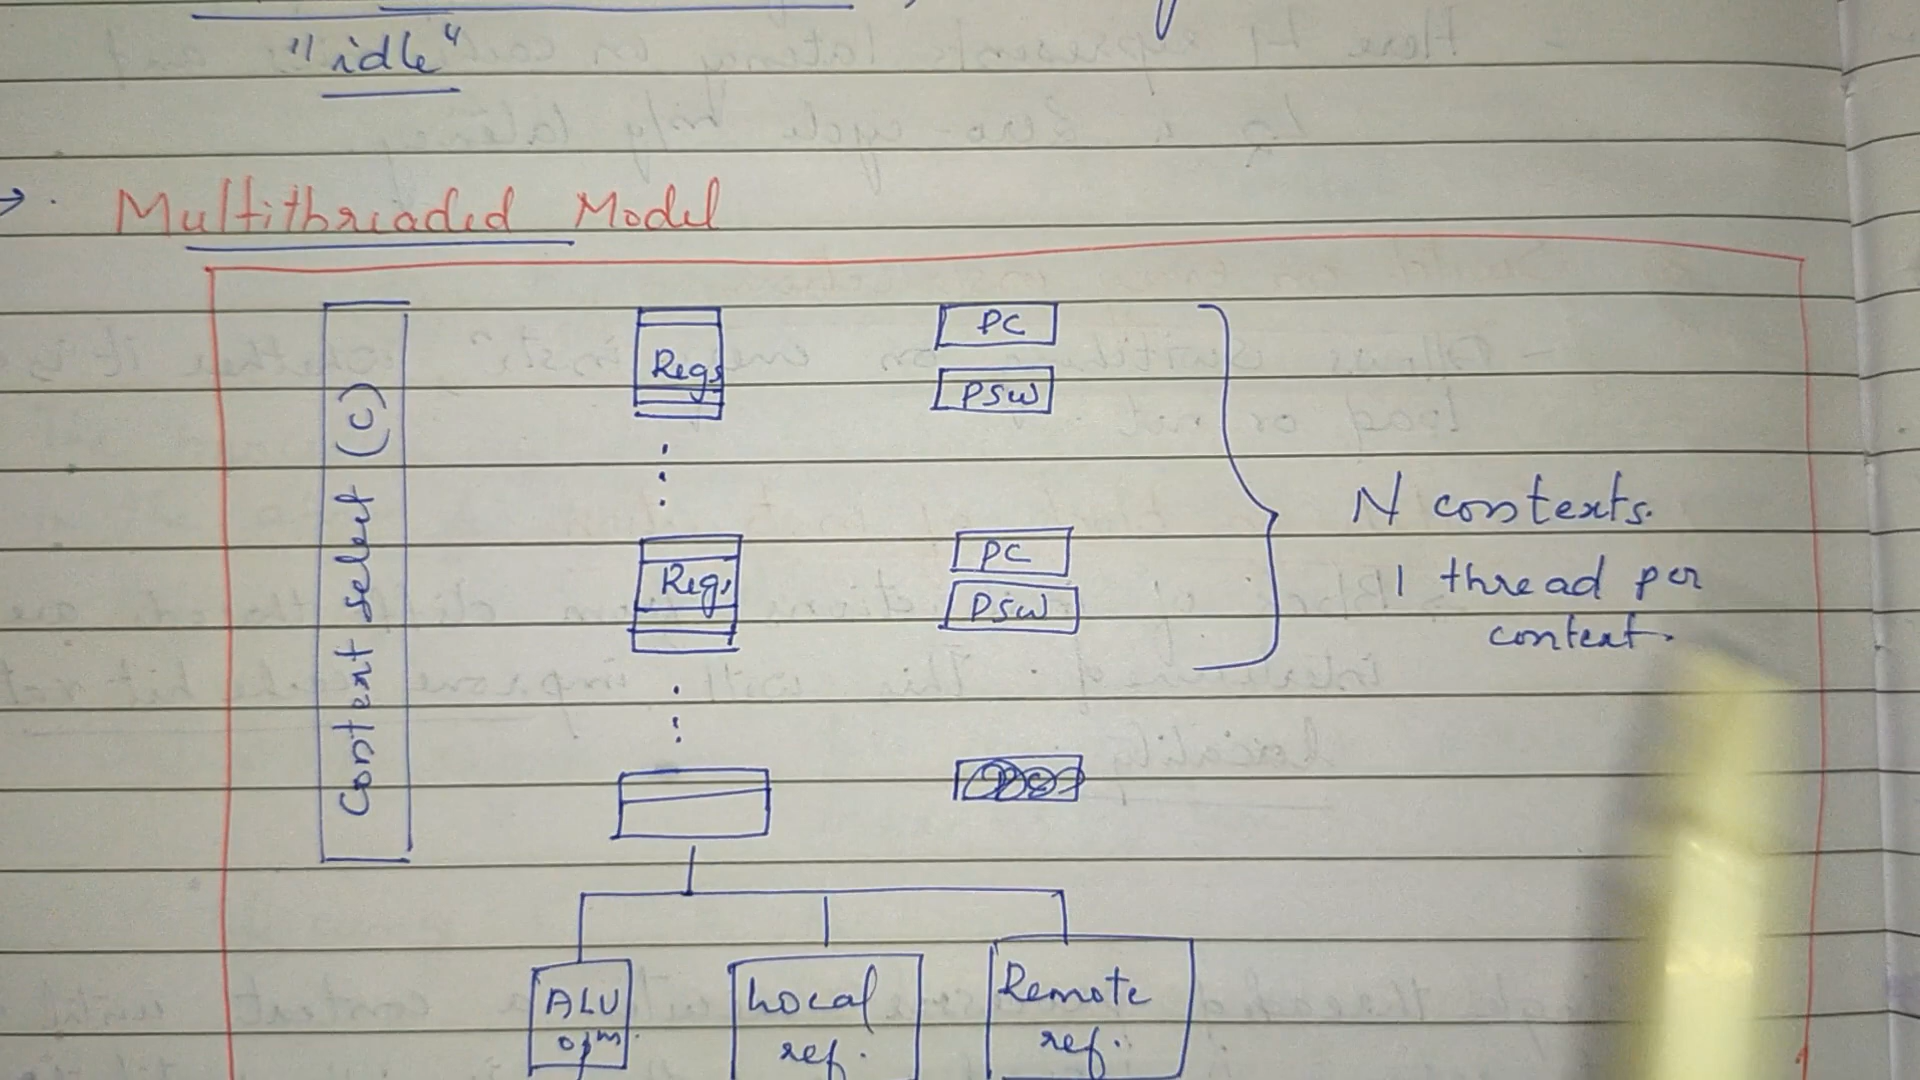 "idle"
→. Multithreaded Model
Context select (c)
Regs
PC
PSW
Regs
PC
PSW
N contexts.
1 thread per
context.
ALU
opn.
Local
ref.
Remote
ref.